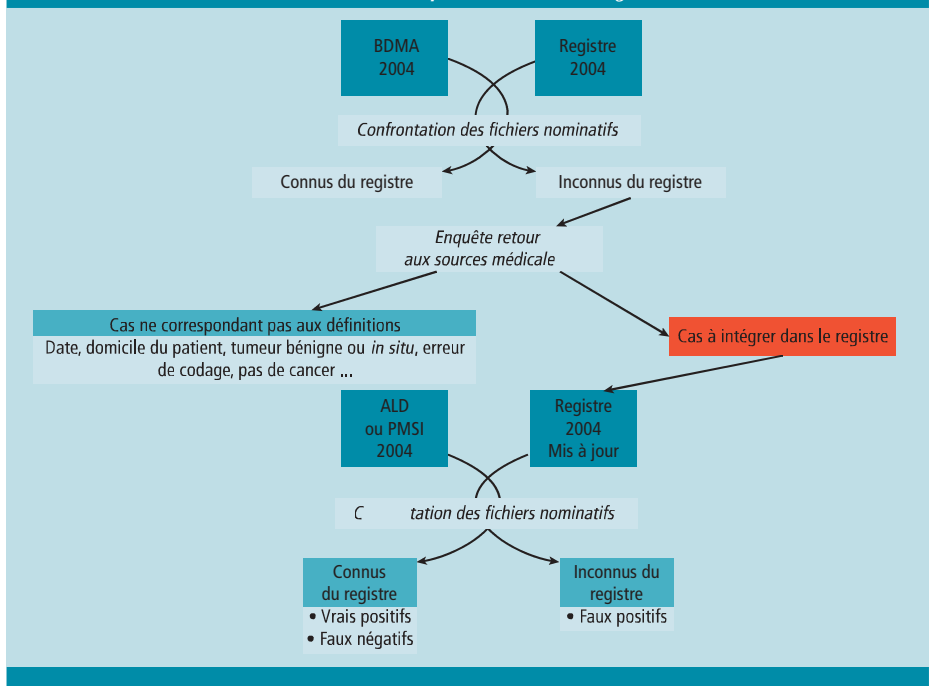 BDMA
2004
Registre
2004
Confrontation des fichiers nominatifs
Connus du registre
Inconnus du registre
Enquête retour
aux sources médicale
Cas ne correspondant pas aux définitions
Date, domicile du patient, tumeur bénigne ou in situ, erreur
de codage, pas de cancer ...
Cas à intégrer dans le registre
ALD
ou PMSI
2004
Registre
2004
Mis à jour
C tation des fichiers nominatifs
Connus
du registre
• Vrais positifs
• Faux négatifs
Inconnus du
registre
• Faux positifs